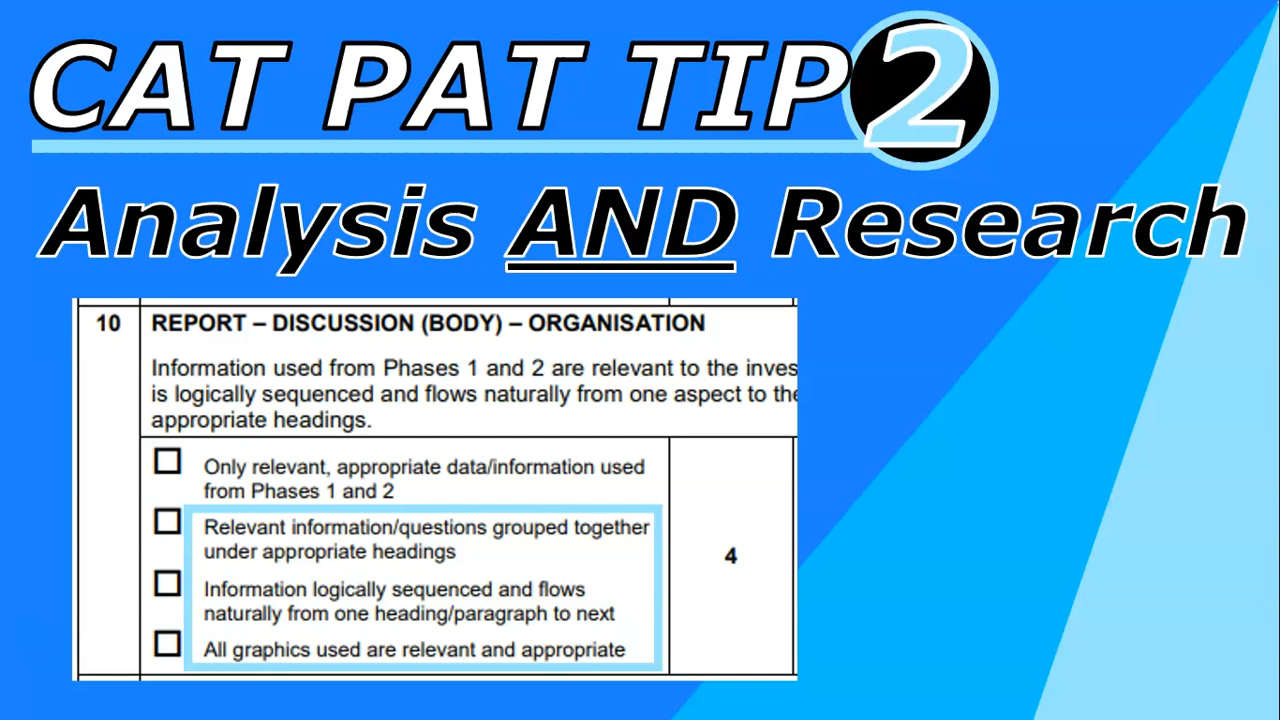 CAT PAT TIP 2
Analysis AND Research
10 REPORT – DISCUSSION (BODY) – ORGANISATION
Information used from Phases 1 and 2 are relevant to the inves
is logically sequenced and flows naturally from one aspect to the
appropriate headings.
Only relevant, appropriate data/information used
from Phases 1 and 2
Relevant information/questions grouped together
under appropriate headings
4
Information logically sequenced and flows
naturally from one heading/paragraph to next
All graphics used are relevant and appropriate